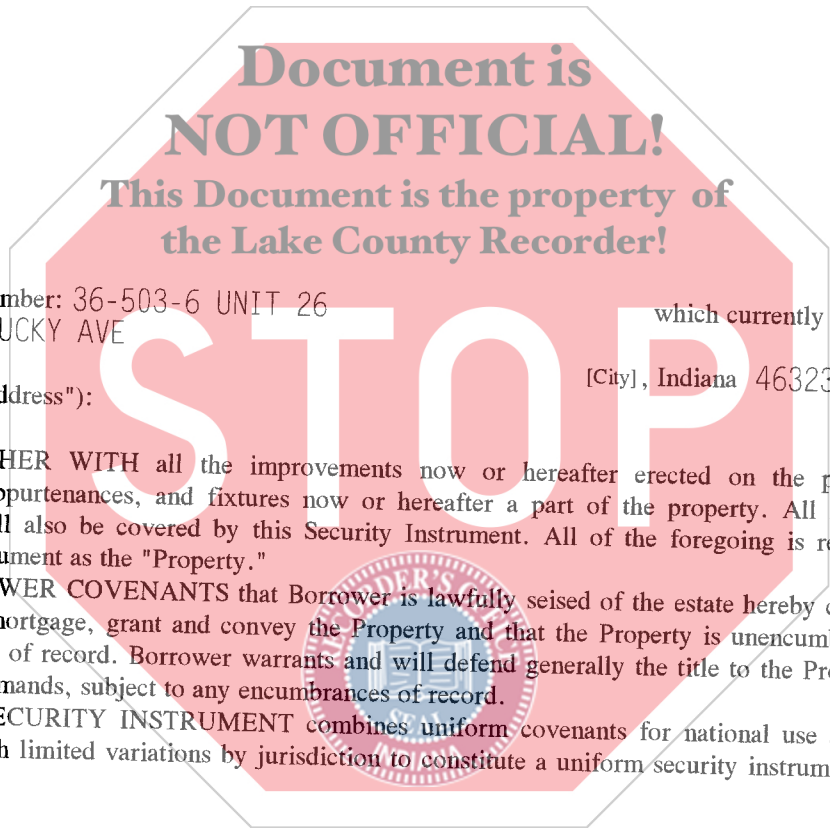 Document is
NOT OFFICIAL!
This Document is the property of
the Lake County Recorder!
mber: 36-503-6 UNIT 26
which currently
UCKY AVE
[City], Indiana 46323
ddress"):
STOP
HER WITH all the improvements now or hereafter erected on the p
ppurtenances, and fixtures now or hereafter a part of the property. All
ll also be covered by this Security Instrument. All of the foregoing is re
ument as the "Property."
WER COVENANTS that Borrower is lawfully seised of the estate hereby c
nortgage, grant and convey the Property and that the Property is unencumb
of record. Borrower warrants and will defend generally the title to the Pro
mands, subject to any encumbrances of record.
ECURITY INSTRUMENT combines uniform covenants for national use
h limited variations by jurisdiction to constitute a uniform security instrum
RECORDER'S OFFICE
SEAL
INDIANA